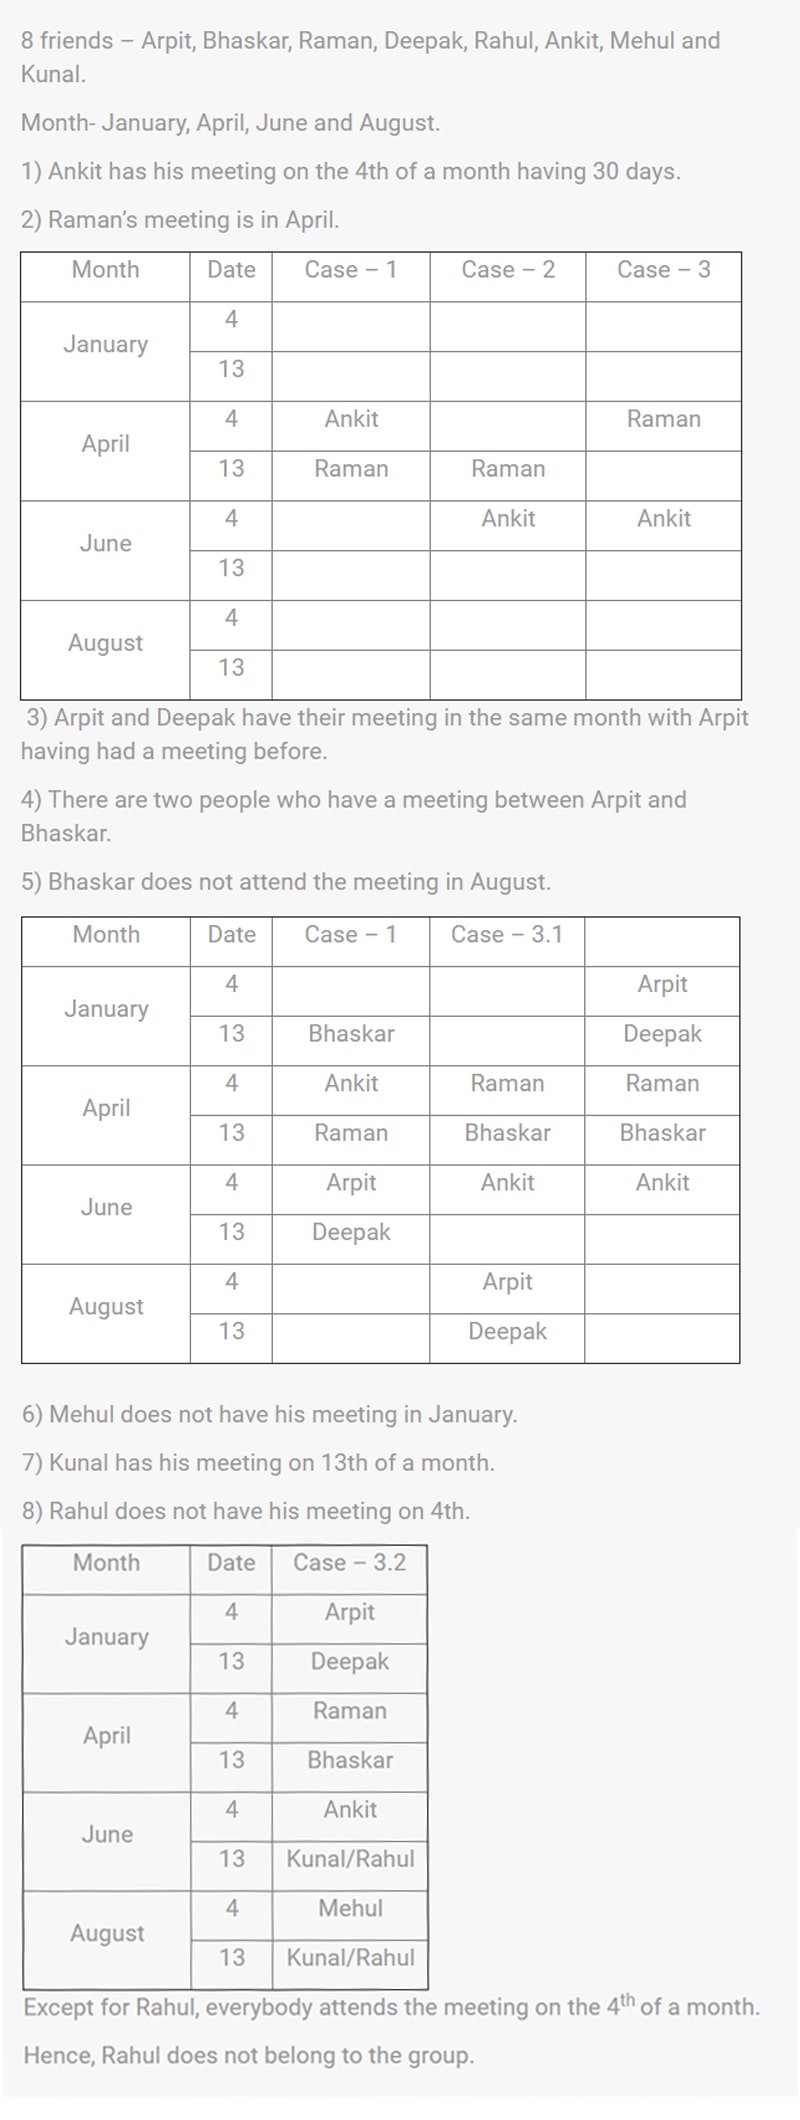 8 friends – Arpit, Bhaskar, Raman, Deepak, Rahul, Ankit, Mehul and
Kunal.
Month- January, April, June and August.
1) Ankit has his meeting on the 4th of a month having 30 days.
2) Raman’s meeting is in April.
Month Date Case – 1 Case – 2 Case – 3
January
4
13
April
4 Ankit Raman
13 Raman Raman
June
4 Ankit Ankit
13
August
4
13
3) Arpit and Deepak have their meeting in the same month with Arpit
having had a meeting before.
4) There are two people who have a meeting between Arpit and
Bhaskar.
5) Bhaskar does not attend the meeting in August.
Month Date Case – 1 Case – 3.1
January
4 Arpit
13 Bhaskar Deepak
April
4 Ankit Raman Raman
13 Raman Bhaskar Bhaskar
June
4 Arpit Ankit Ankit
13 Deepak
August
4 Arpit
13 Deepak
6) Mehul does not have his meeting in January.
7) Kunal has his meeting on 13th of a month.
8) Rahul does not have his meeting on 4th.
Month Date Case – 3.2
January
4 Arpit
13 Deepak
April
4 Raman
13 Bhaskar
June
4 Ankit
13 Kunal/Rahul
August
4 Mehul
13 Kunal/Rahul
Except for Rahul, everybody attends the meeting on the 4th of a month.
Hence, Rahul does not belong to the group.